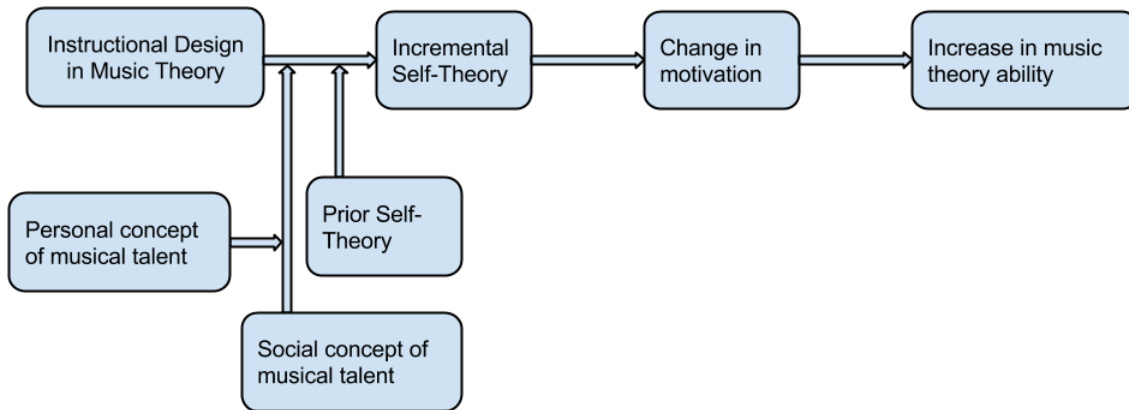 Instructional Design
in Music Theory
Incremental
Self-Theory
Change in
motivation
Increase in music
theory ability
Personal concept
of musical talent
Prior Self-
Theory
Social concept of
musical talent